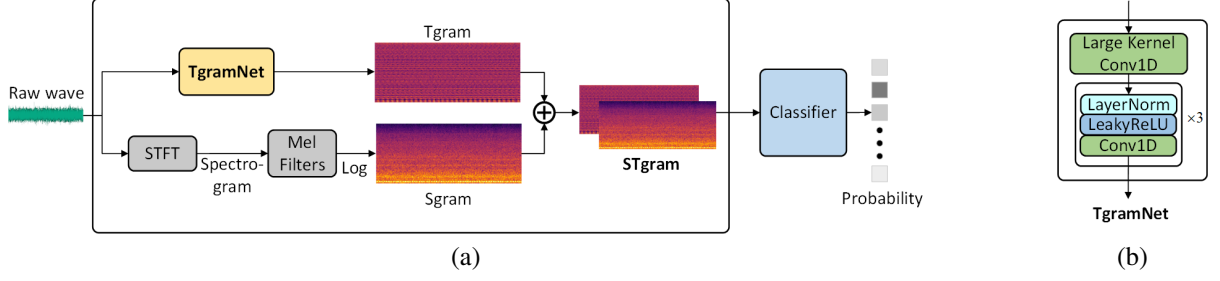 Raw wave
TgramNet
STFT
Spectro-
gram
Mel
Filters
Log
Tgram
Sgram
STgram
Classifier
Probability
(a)
Large Kernel
Conv1D
LayerNorm
LeakyReLU
Conv1D
×3
TgramNet
(b)